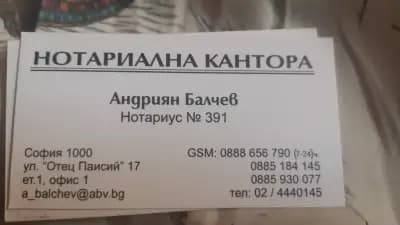 НОТАРИАЛНА КАНТОРА
Андриян Балчев
Нотариус № 391
София 1000 GSM: 0888 656 790 (7-24)ч.
ул. "Отец Паисий" 17 0885 184 145
ет.1, офис 1 0885 930 077
a_balchev@abv.bg тел: 02 / 4440145